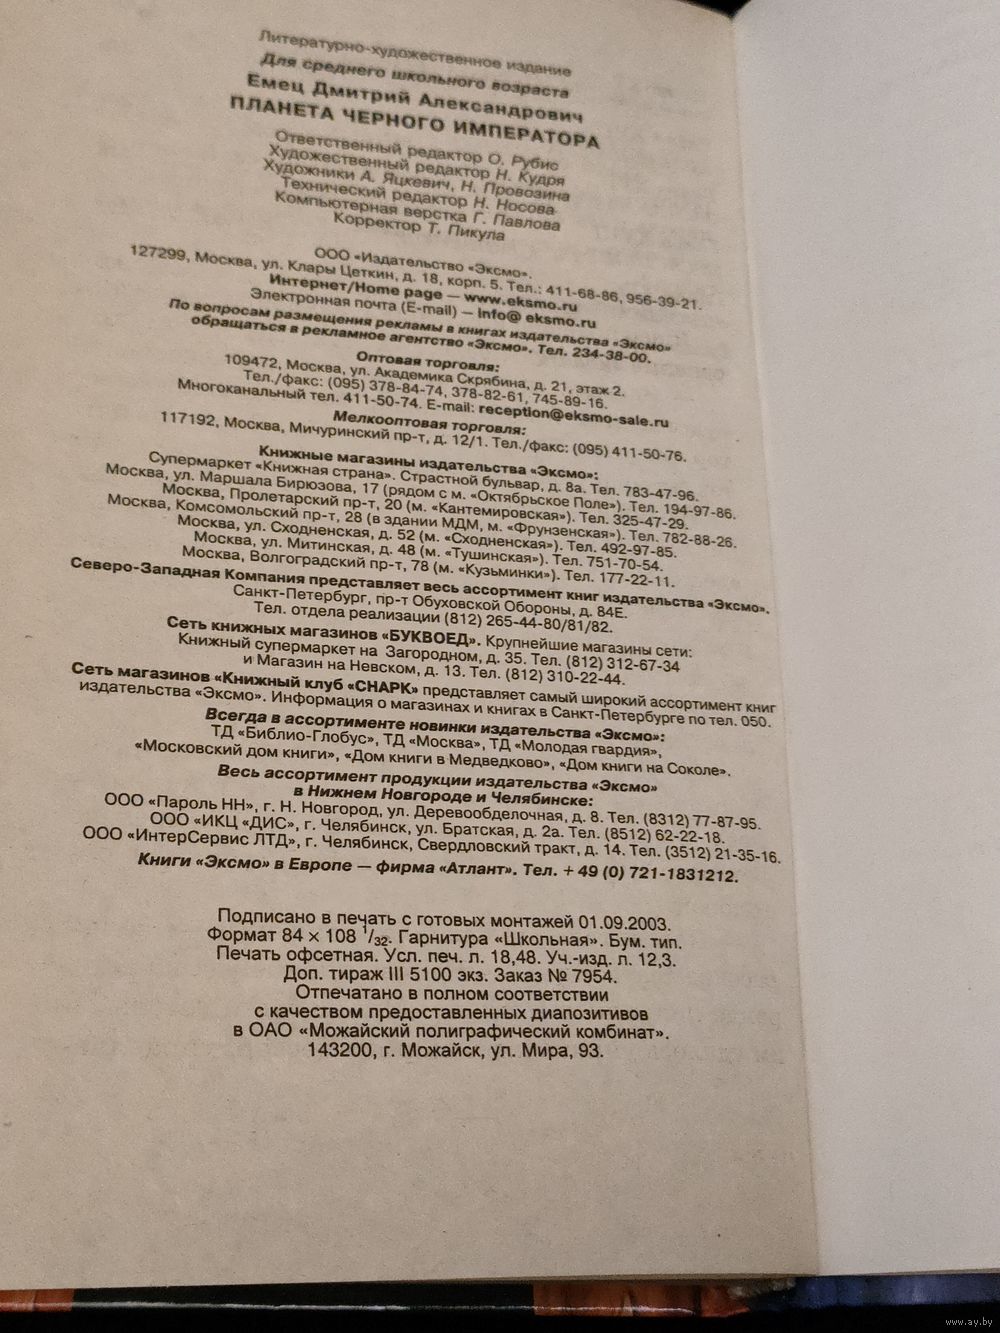 Литературно-художественное издание
Для среднего школьного возраста
Емец Дмитрий Александрович
ПЛАНЕТА ЧЕРНОГО ИМПЕРАТОРА
Ответственный редактор О. Рубис
Художественный редактор Н. Кудря
Художники А. Яцкевич, Н. Провозина
Технический редактор Н. Носова
Компьютерная верстка Г. Павлова
Корректор Т. Пикула
ООО «Издательство «Эксмо».
127299, Москва, ул. Клары Цеткин, д. 18, корп. 5. Тел.: 411-68-86, 956-39-21.
Интернет/Home page — www.eksmo.ru
Электронная почта (E-mail) — info@ eksmo.ru
По вопросам размещения рекламы в книгах издательства «Эксмо»
обращаться в рекламное агентство «Эксмо». Тел. 234-38-00.
Оптовая торговля:
109472, Москва, ул. Академика Скрябина, д. 21, этаж 2.
Тел./факс: (095) 378-84-74, 378-82-61, 745-89-16.
Многоканальный тел. 411-50-74. E-mail: reception@eksmo-sale.ru
Мелкооптовая торговля:
117192, Москва, Мичуринский пр-т, д. 12/1. Тел./факс: (095) 411-50-76.
Книжные магазины издательства «Эксмо»:
Супермаркет «Книжная страна». Страстной бульвар, д. 8а. Тел. 783-47-96.
Москва, ул. Маршала Бирюзова, 17 (рядом с м. «Октябрьское Поле»). Тел. 194-97-86.
Москва, Пролетарский пр-т, 20 (м. «Кантемировская»). Тел. 325-47-29.
Москва, Комсомольский пр-т, 28 (в здании МДМ, м. «Фрунзенская»). Тел. 782-88-26.
Москва, ул. Сходненская, д. 52 (м. «Сходненская»). Тел. 492-97-85.
Москва, ул. Митинская, д. 48 (м. «Тушинская»). Тел. 751-70-54.
Москва, Волгоградский пр-т, 78 (м. «Кузьминки»). Тел. 177-22-11.
Северо-Западная Компания представляет весь ассортимент книг издательства «Эксмо».
Санкт-Петербург, пр-т Обуховской Обороны, д. 84Е.
Тел. отдела реализации (812) 265-44-80/81/82.
Сеть книжных магазинов «БУКВОЕД». Крупнейшие магазины сети:
Книжный супермаркет на Загородном, д. 35. Тел. (812) 312-67-34
и Магазин на Невском, д. 13. Тел. (812) 310-22-44.
Сеть магазинов «Книжный клуб «СНАРК» представляет самый широкий ассортимент книг
издательства «Эксмо». Информация о магазинах и книгах в Санкт-Петербурге по тел. 050.
Всегда в ассортименте новинки издательства «Эксмо»:
ТД «Библио-Глобус», ТД «Москва», ТД «Молодая гвардия»,
«Московский дом книги», «Дом книги в Медведково», «Дом книги на Соколе».
Весь ассортимент продукции издательства «Эксмо»
в Нижнем Новгороде и Челябинске:
ООО «Пароль НН», г. Н. Новгород, ул. Деревообделочная, д. 8. Тел. (8312) 77-87-95.
ООО «ИКЦ «ДИС», г. Челябинск, ул. Братская, д. 2а. Тел. (8512) 62-22-18.
ООО «ИнтерСервис ЛТД», г. Челябинск, Свердловский тракт, д. 14. Тел. (3512) 21-35-16.
Книги «Эксмо» в Европе — фирма «Атлант». Тел. + 49 (0) 721-1831212.
Подписано в печать с готовых монтажей 01.09.2003.
Формат 84 × 108 1/32. Гарнитура «Школьная». Бум. тип.
Печать офсетная. Усл. печ. л. 18,48. Уч.-изд. л. 12,3.
Доп. тираж III 5100 экз. Заказ № 7954.
Отпечатано в полном соответствии
с качеством предоставленных диапозитивов
в ОАО «Можайский полиграфический комбинат».
143200, г. Можайск, ул. Мира, 93.
www.ay.by